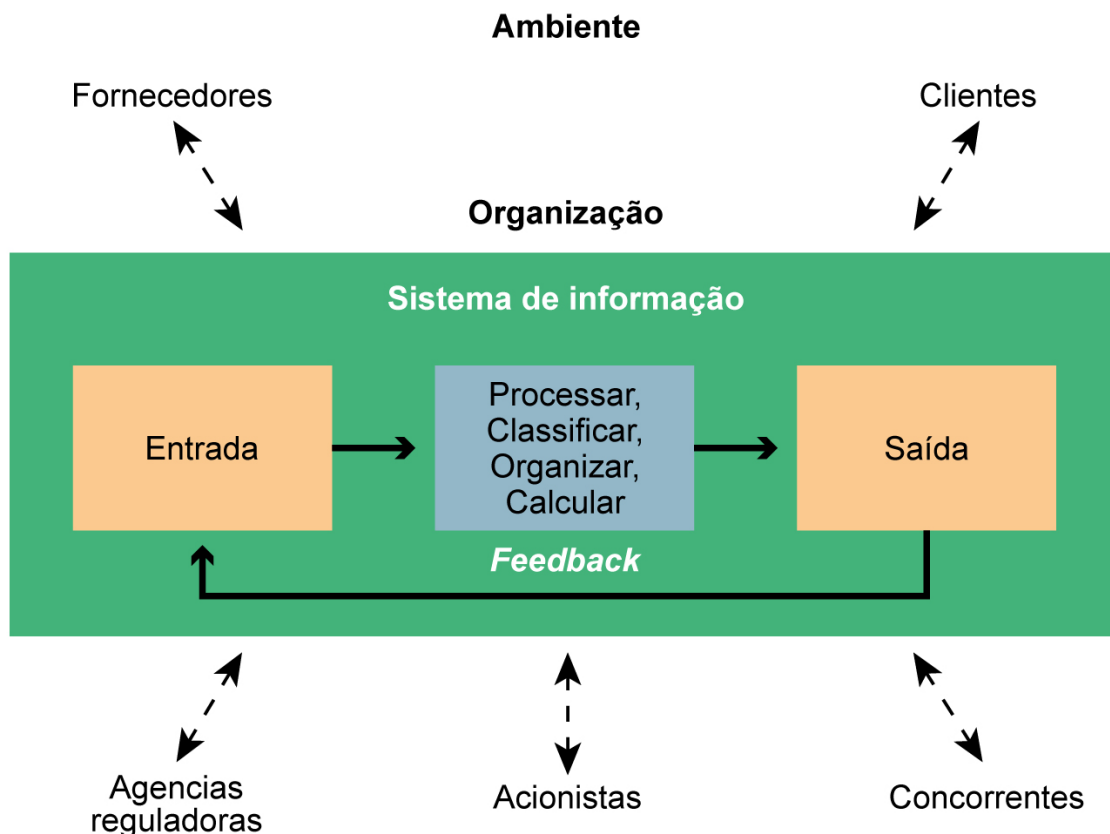 Ambiente
Fornecedores
Clientes
Organização
Sistema de informação
Entrada
Processar,
Classificar,
Organizar,
Calcular
Saída
Feedback
Agencias
reguladoras
Acionistas
Concorrentes